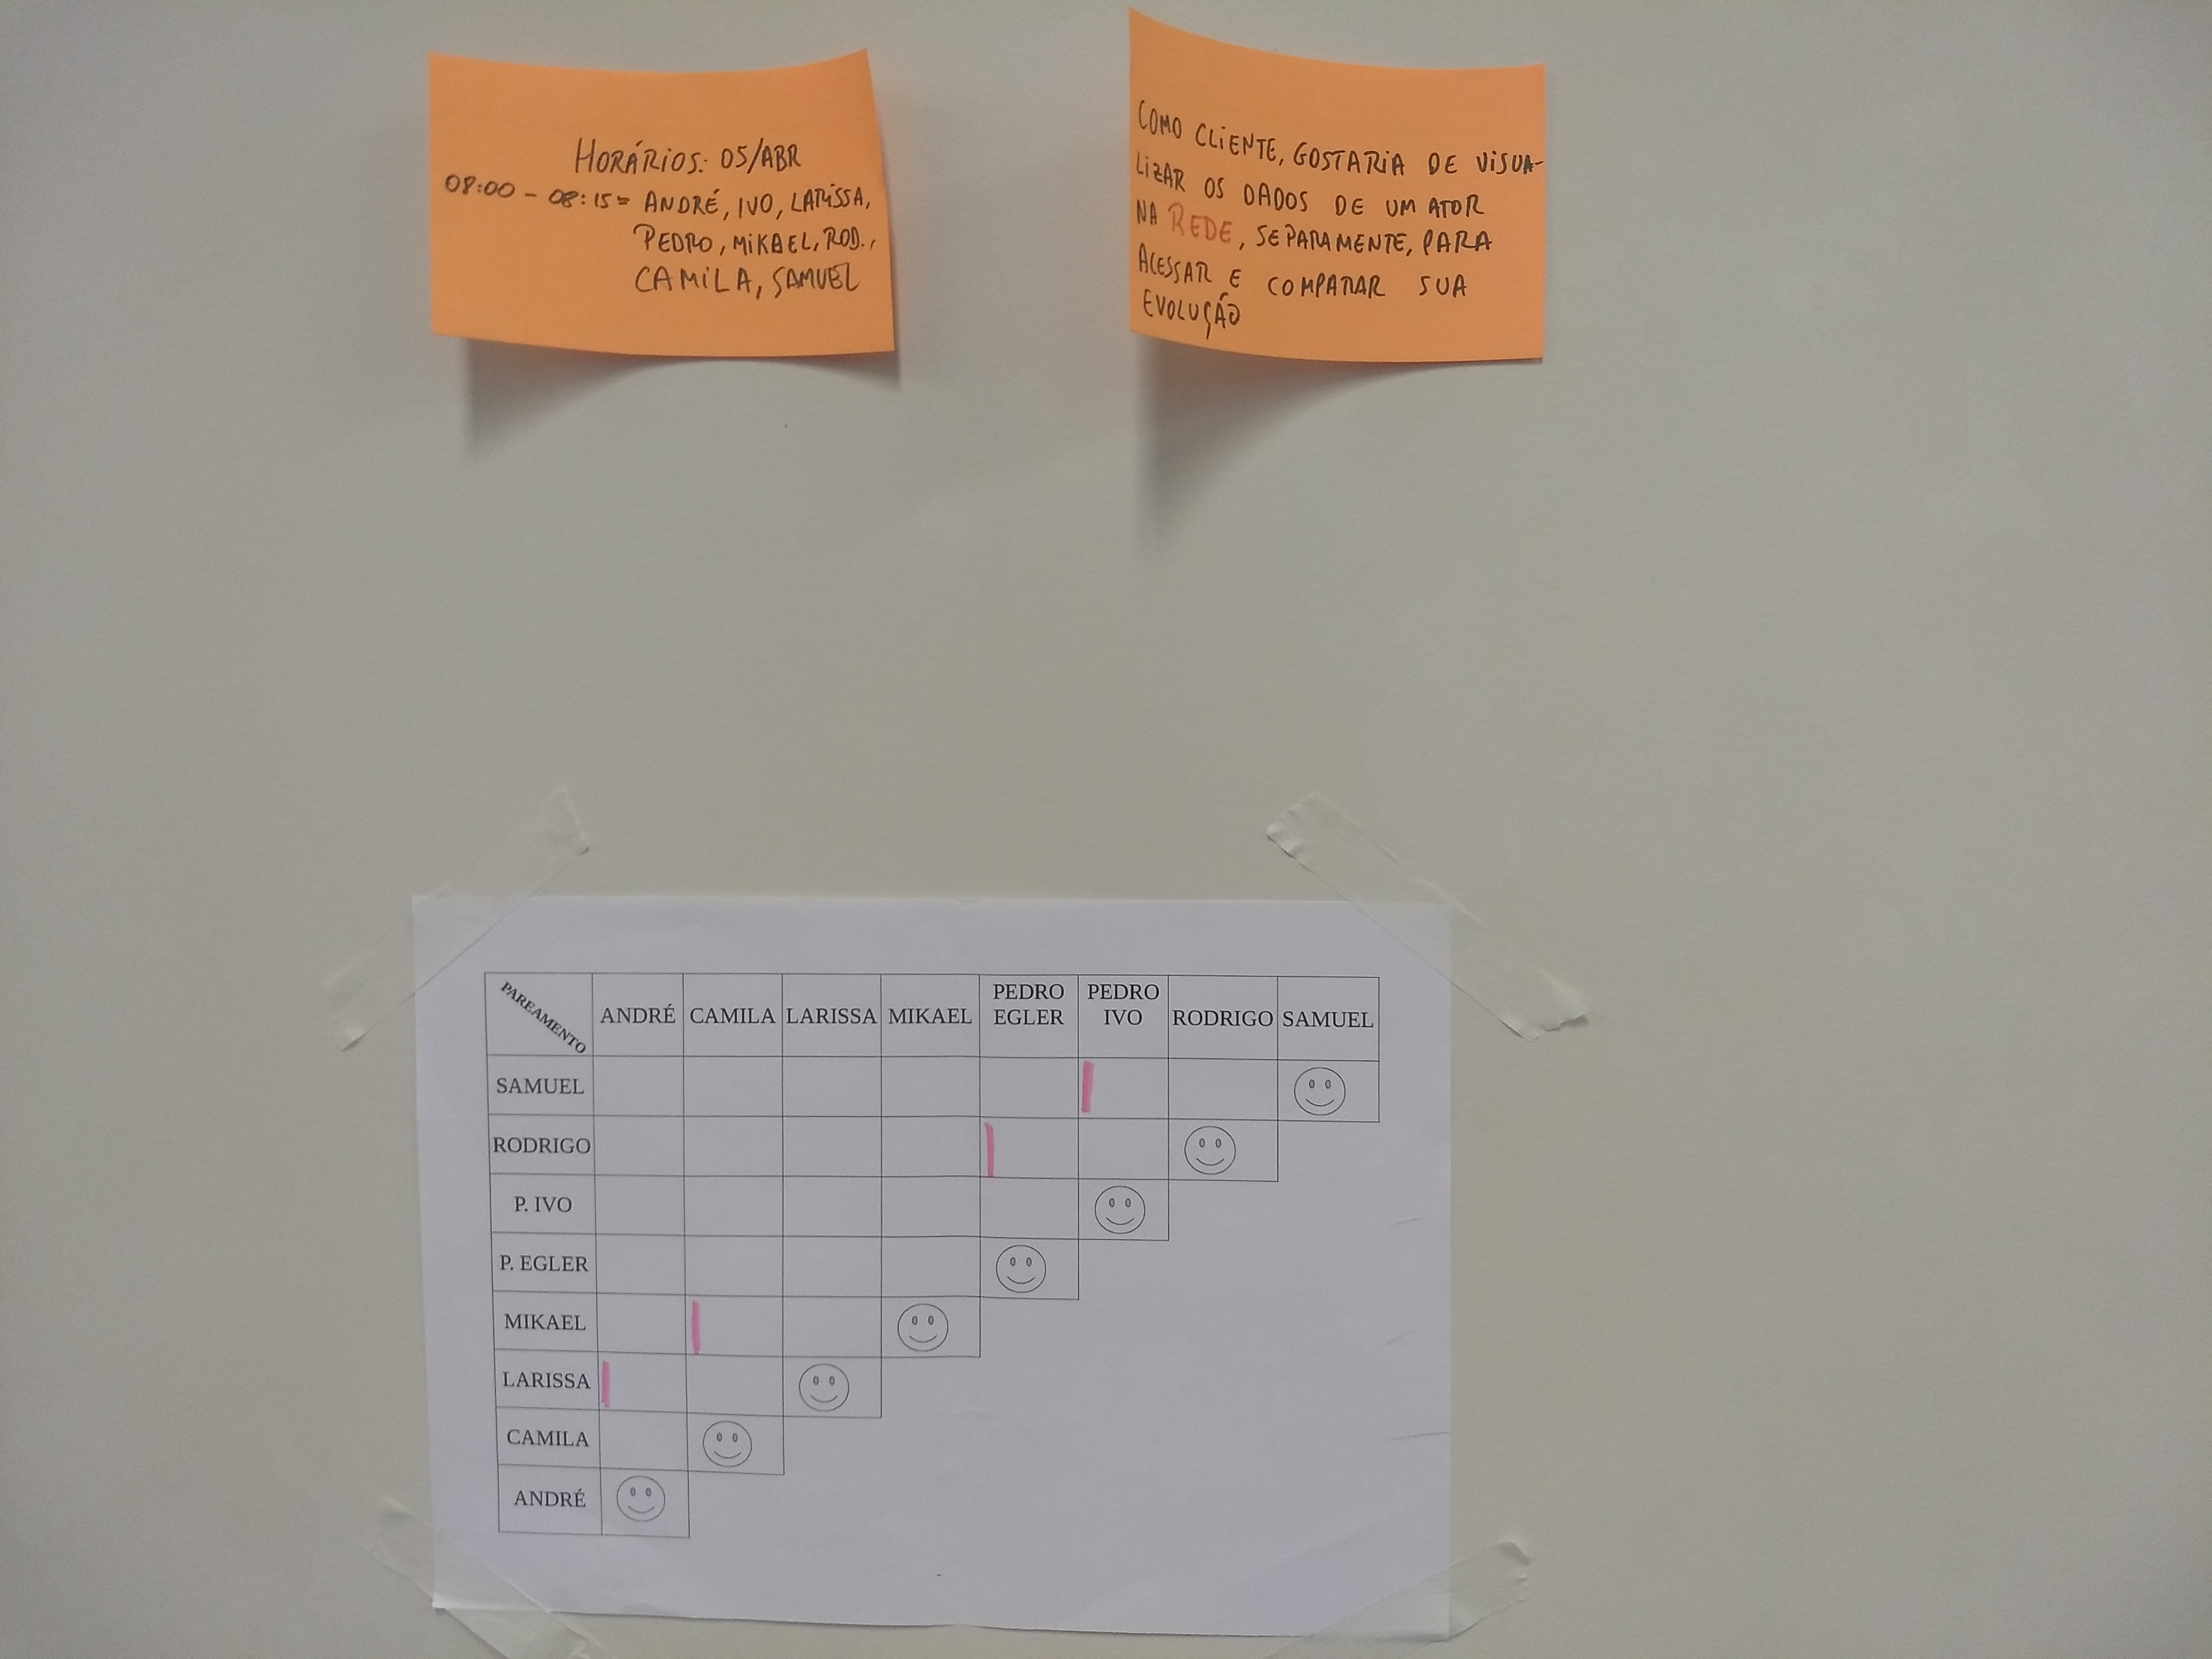 HORÁRIOS: 05/ABR
08:00 - 08:15 = ANDRÉ, IVO, LARISSA,
PEDRO, MIKAEL, ROD.,
CAMILA, SAMUEL
COMO CLIENTE, GOSTARIA DE VISUA-
LIZAR OS DADOS DE UM ATOR
NA REDE, SEPARAMENTE, PARA
ACESSAR E COMPARAR SUA
EVOLUÇÃO
PAREAMENTO ANDRÉ CAMILA LARISSA MIKAEL PEDRO EGLER PEDRO IVO RODRIGO SAMUEL
SAMUEL
RODRIGO
P. IVO
P. EGLER
MIKAEL
LARISSA
CAMILA
ANDRÉ